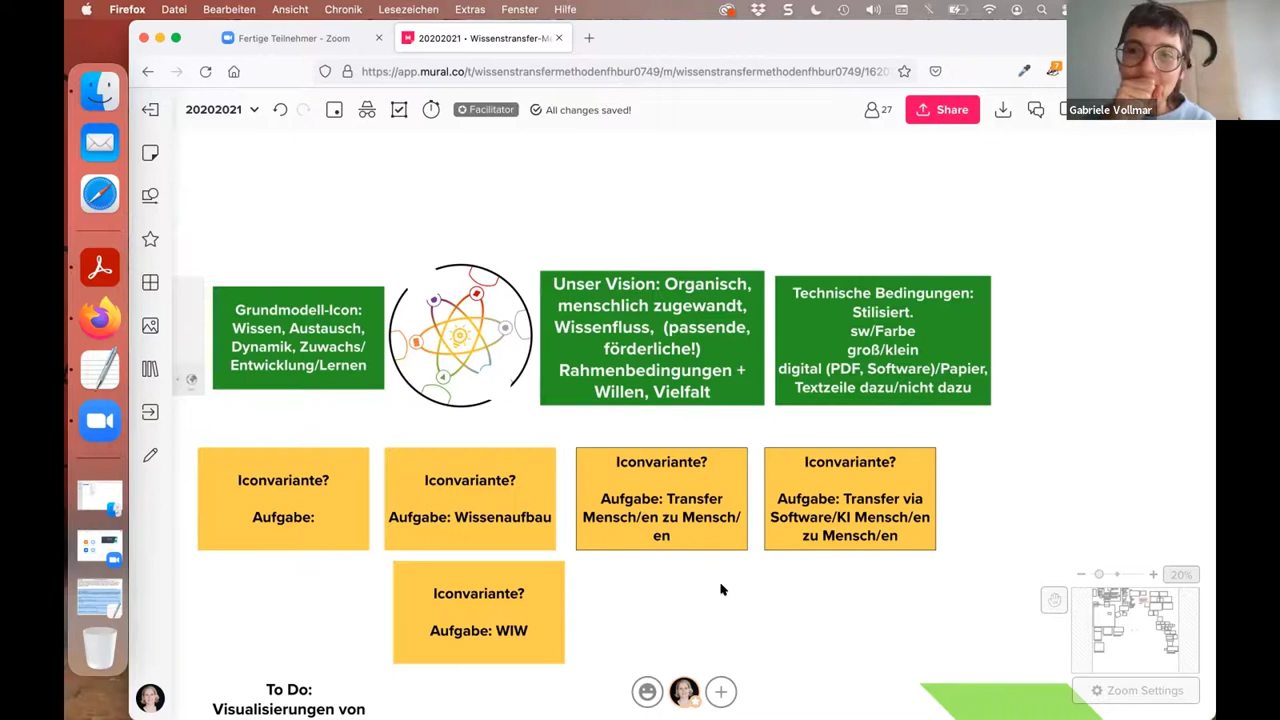 Firefox Datei Bearbeiten Ansicht Chronik Lesezeichen Extras Fenster Hilfe
Fertige Teilnehmer - Zoom
20202021 • Wissenstransfer-Me
https://app.mural.co/t/wissenstransfermethodenfhbur0749/m/wissenstransfermethodenfhbur0749/1620
7
Gabriele Vollmar
20202021
Facilitator
All changes saved!
27
Share
Grundmodell-Icon:
Wissen, Austausch,
Dynamik, Zuwachs/
Entwicklung/Lernen
Unser Vision: Organisch,
menschlich zugewandt,
Wissenfluss, (passende,
förderliche!)
Rahmenbedingungen +
Willen, Vielfalt
Technische Bedingungen:
Stilisiert.
sw/Farbe
groß/klein
digital (PDF, Software)/Papier,
Textzeile dazu/nicht dazu
Iconvariante?
Aufgabe:
Iconvariante?
Aufgabe: Wissenaufbau
Iconvariante?
Aufgabe: Transfer
Mensch/en zu Mensch/
en
Iconvariante?
Aufgabe: Transfer via
Software/KI Mensch/en
zu Mensch/en
Iconvariante?
Aufgabe: WIW
20%
Zoom Settings
To Do:
Visualisierungen von